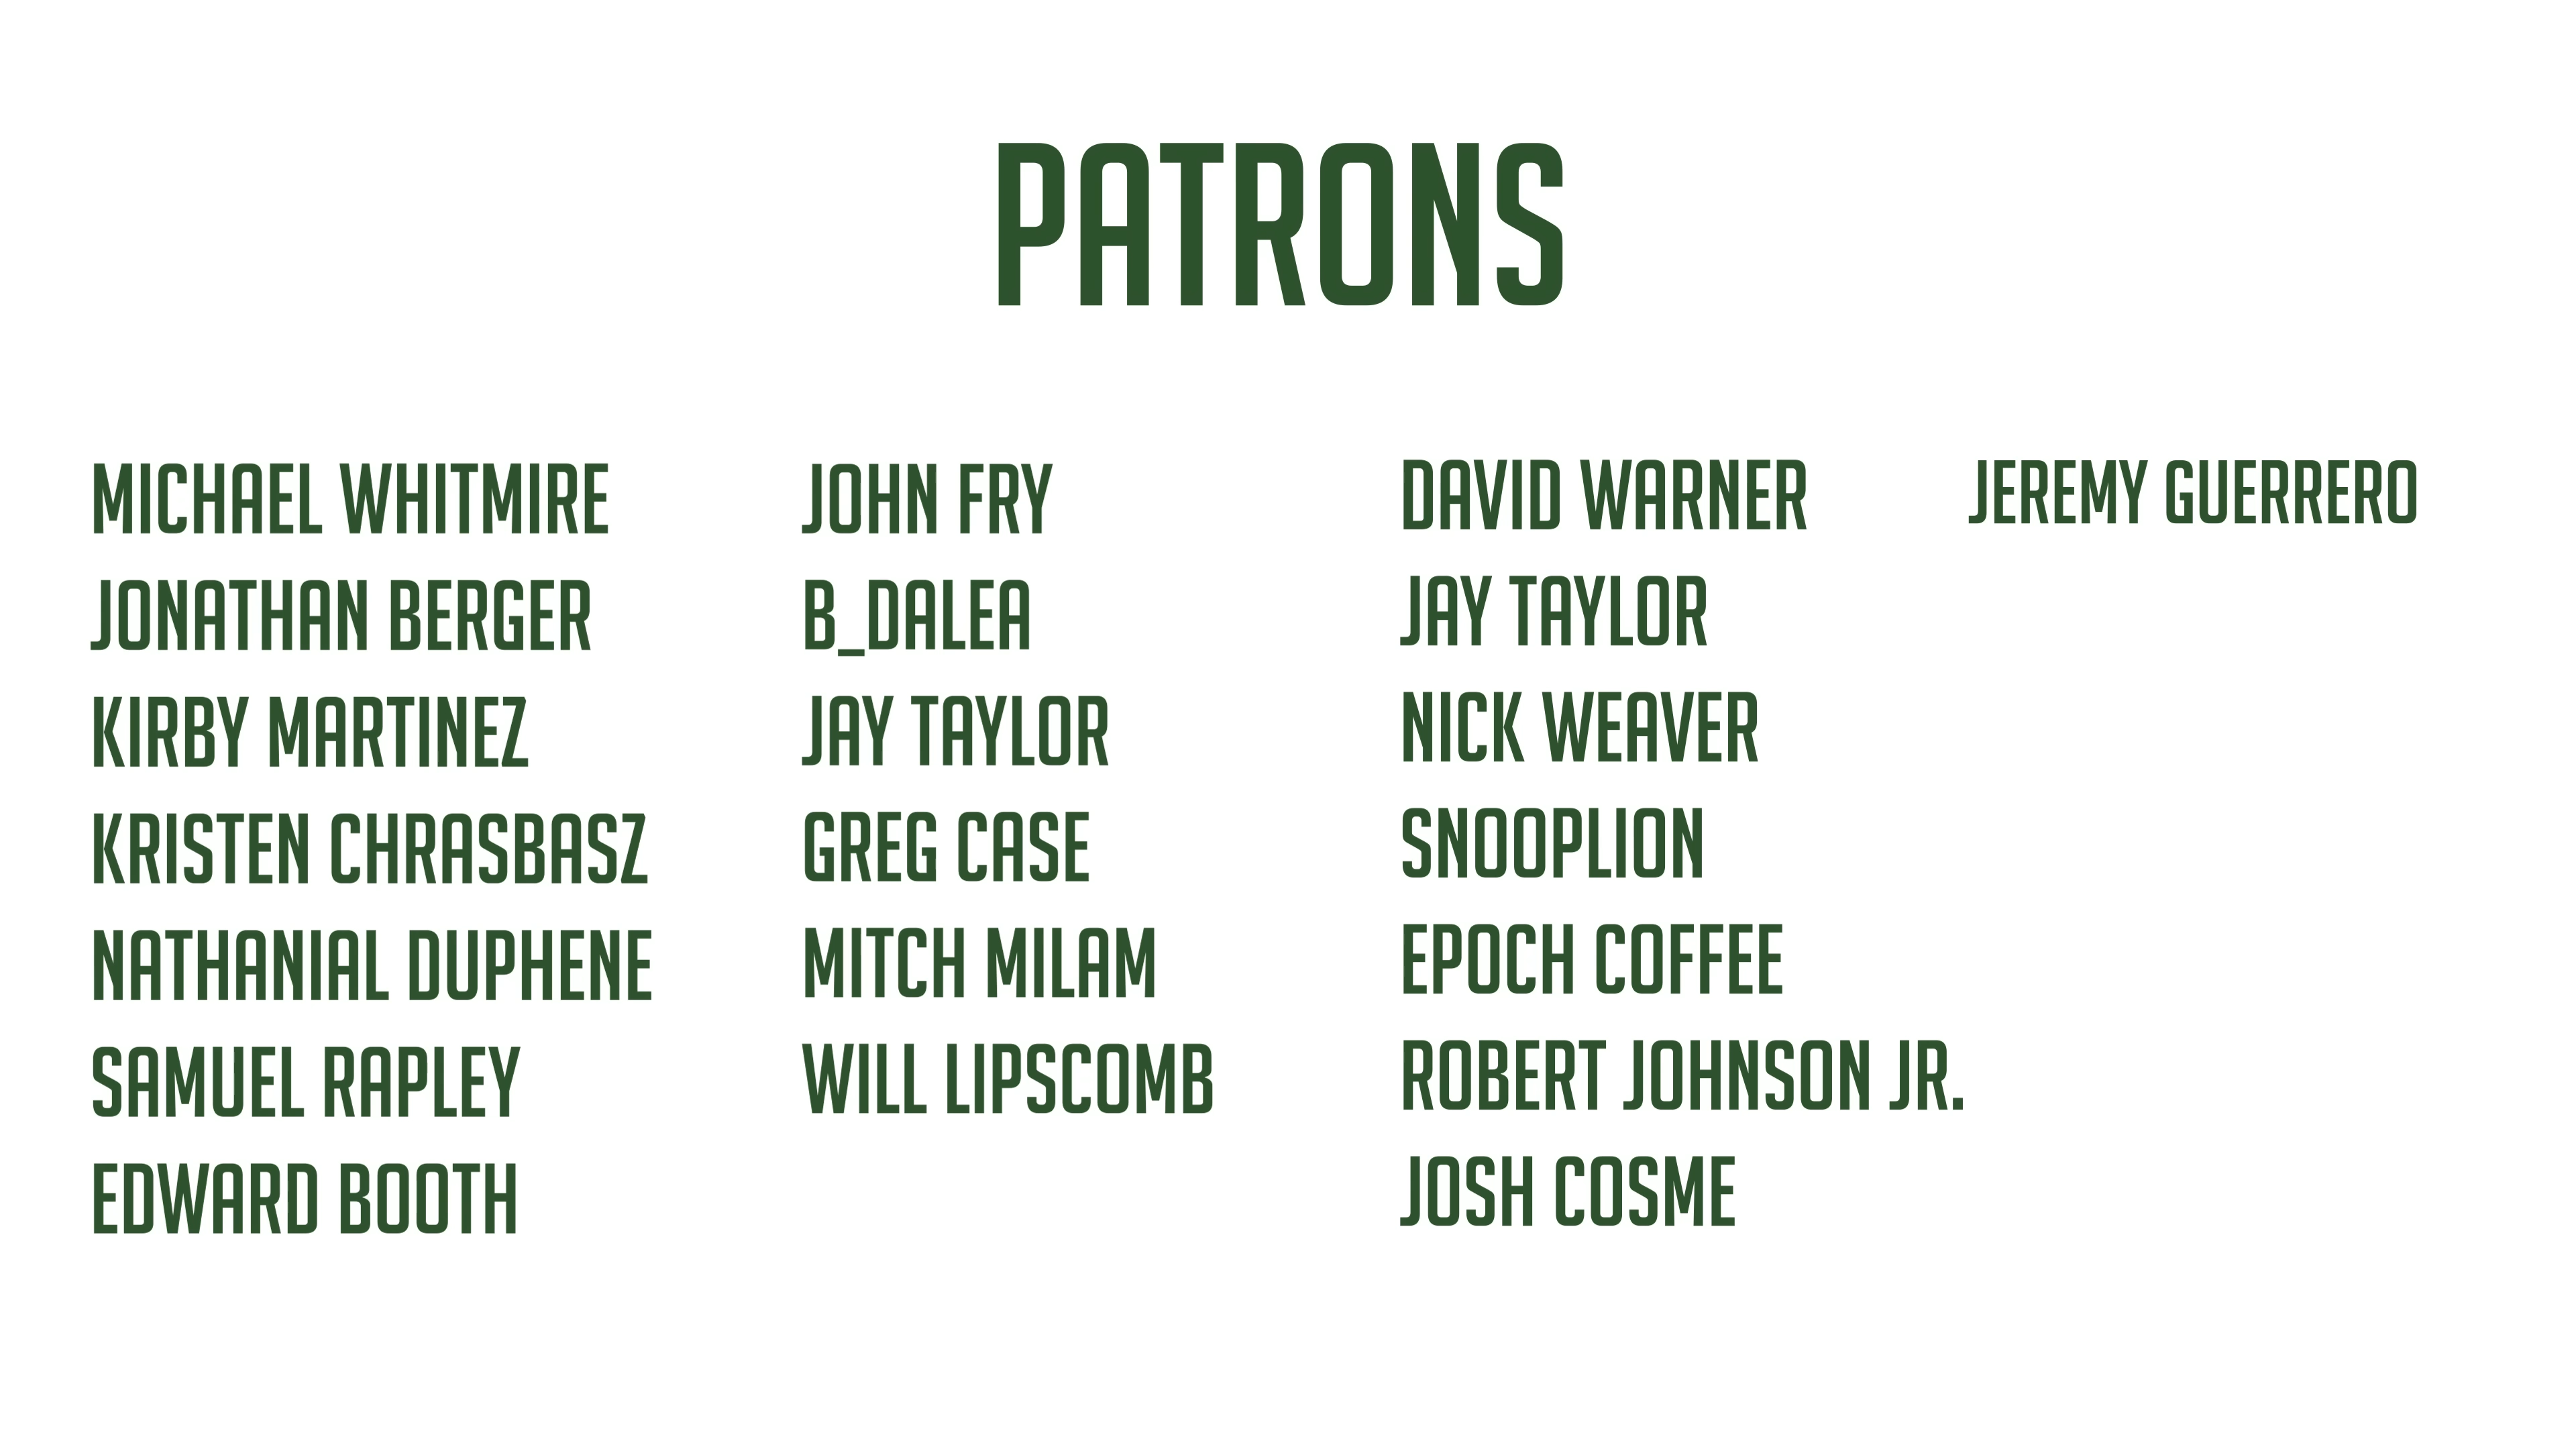 PATRONS
MICHAEL WHITMIRE
JONATHAN BERGER
KIRBY MARTINEZ
KRISTEN CHRASBASZ
NATHANIAL DUPHENE
SAMUEL RAPLEY
EDWARD BOOTH
JOHN FRY
B_DALEA
JAY TAYLOR
GREG CASE
MITCH MILAM
WILL LIPSCOMB
DAVID WARNER
JAY TAYLOR
NICK WEAVER
SNOOPLION
EPOCH COFFEE
ROBERT JOHNSON JR.
JOSH COSME
JEREMY GUERRERO